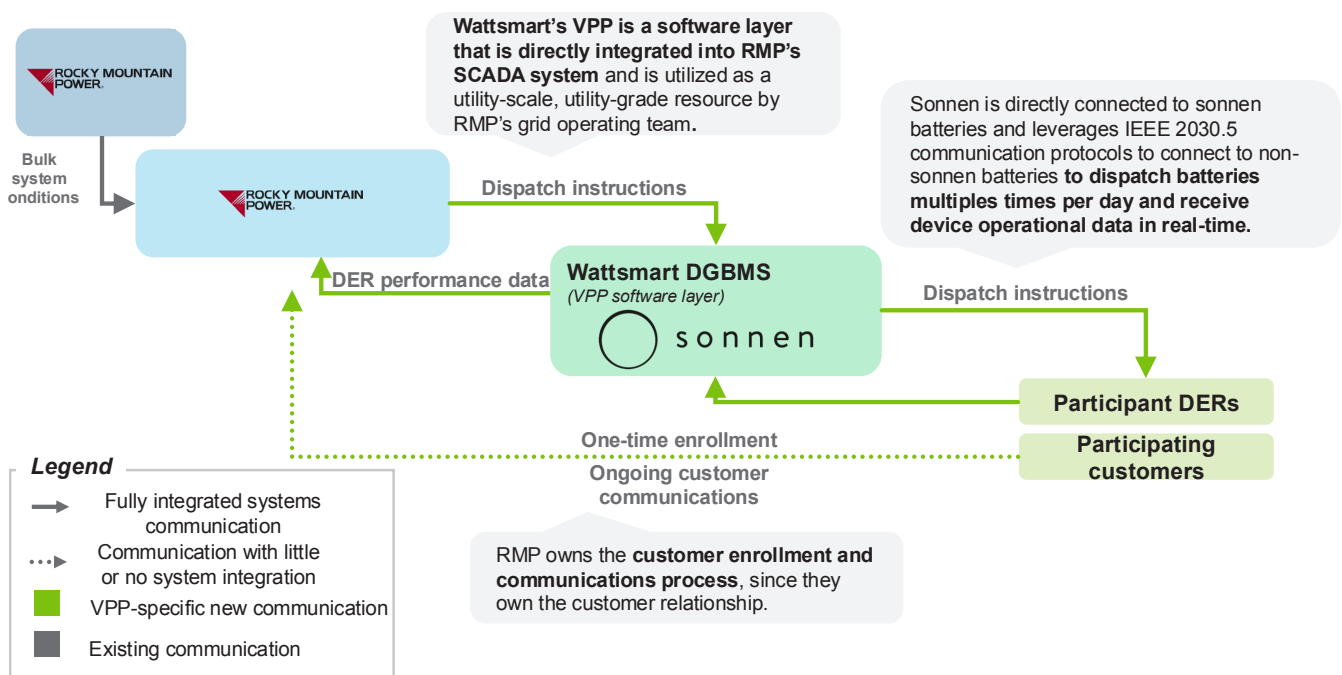 ROCKY MOUNTAIN
POWER.
Bulk
system
onditions
ROCKY MOUNTAIN
POWER.
Wattsmart's VPP is a software layer
that is directly integrated into RMP's
SCADA system and is utilized as a
utility-scale, utility-grade resource by
RMP's grid operating team.
Sonnen is directly connected to sonnen
batteries and leverages IEEE 2030.5
communication protocols to connect to non-
sonnen batteries to dispatch batteries
multiples times per day and receive
device operational data in real-time.
Dispatch instructions
DER performance data
Wattsmart DGBMS
(VPP software layer)
sonnen
Dispatch instructions
Participant DERs
Participating
customers
One-time enrollment
Ongoing customer
communications
RMP owns the customer enrollment and
communications process, since they
own the customer relationship.
Legend
Fully integrated systems
communication
Communication with little
or no system integration
VPP-specific new communication
Existing communication